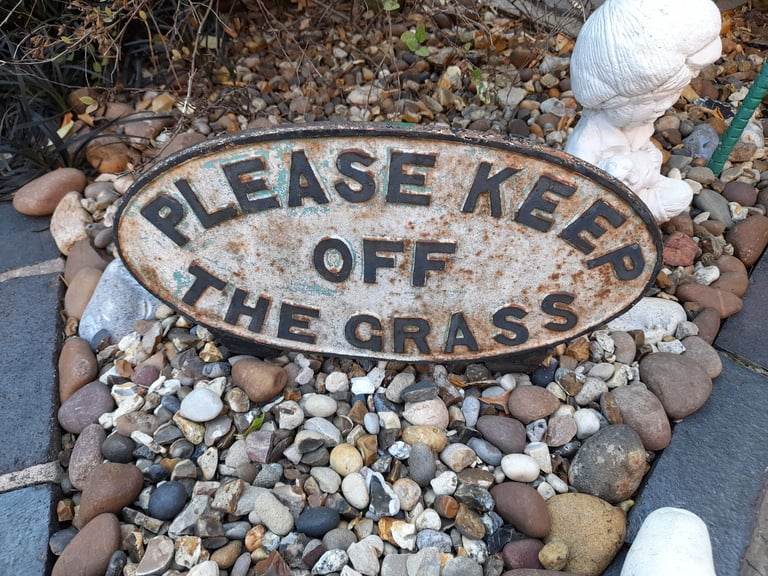 PLEASE KEEP
OFF
THE GRASS